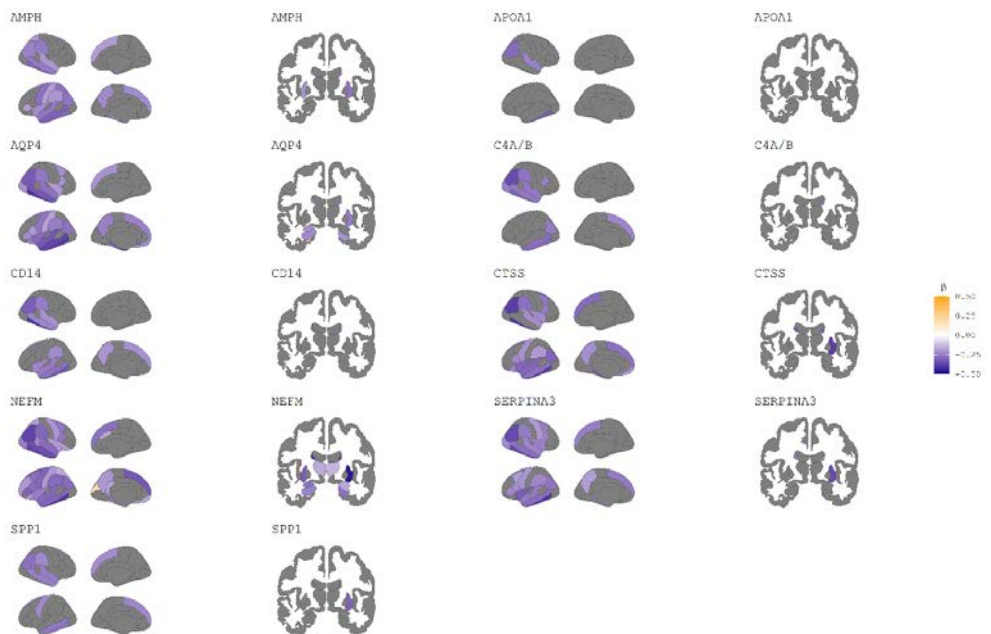 AMPH AMPH APOA1 APOA1
AQP4 AQP4 C4A/B C4A/B
CD14 CD14 CTSS CTSS
β
0.50
0.25
0.00
-0.25
-0.50
NEFM NEFM SERPINA3 SERPINA3
SPP1 SPP1